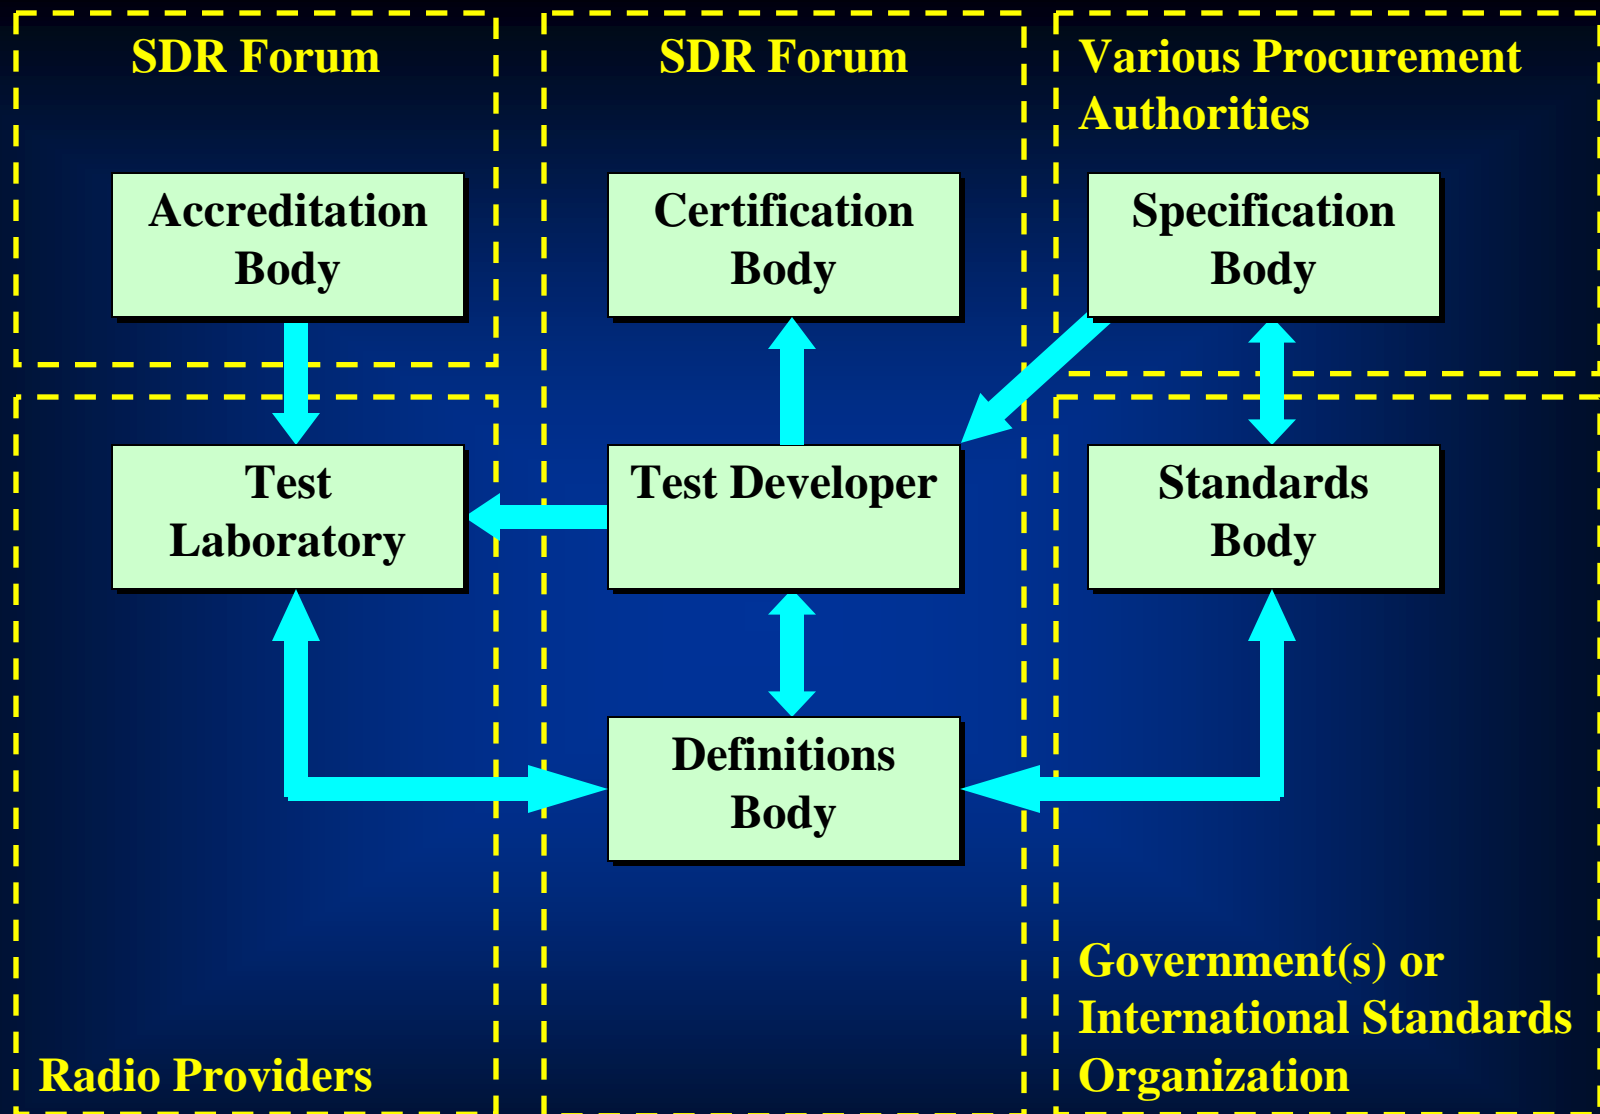 SDR Forum
Accreditation
Body
SDR Forum
Certification
Body
Various Procurement
Authorities
Specification
Body
Test
Laboratory
Test Developer
Standards
Body
Definitions
Body
Radio Providers
Government(s) or
International Standards
Organization